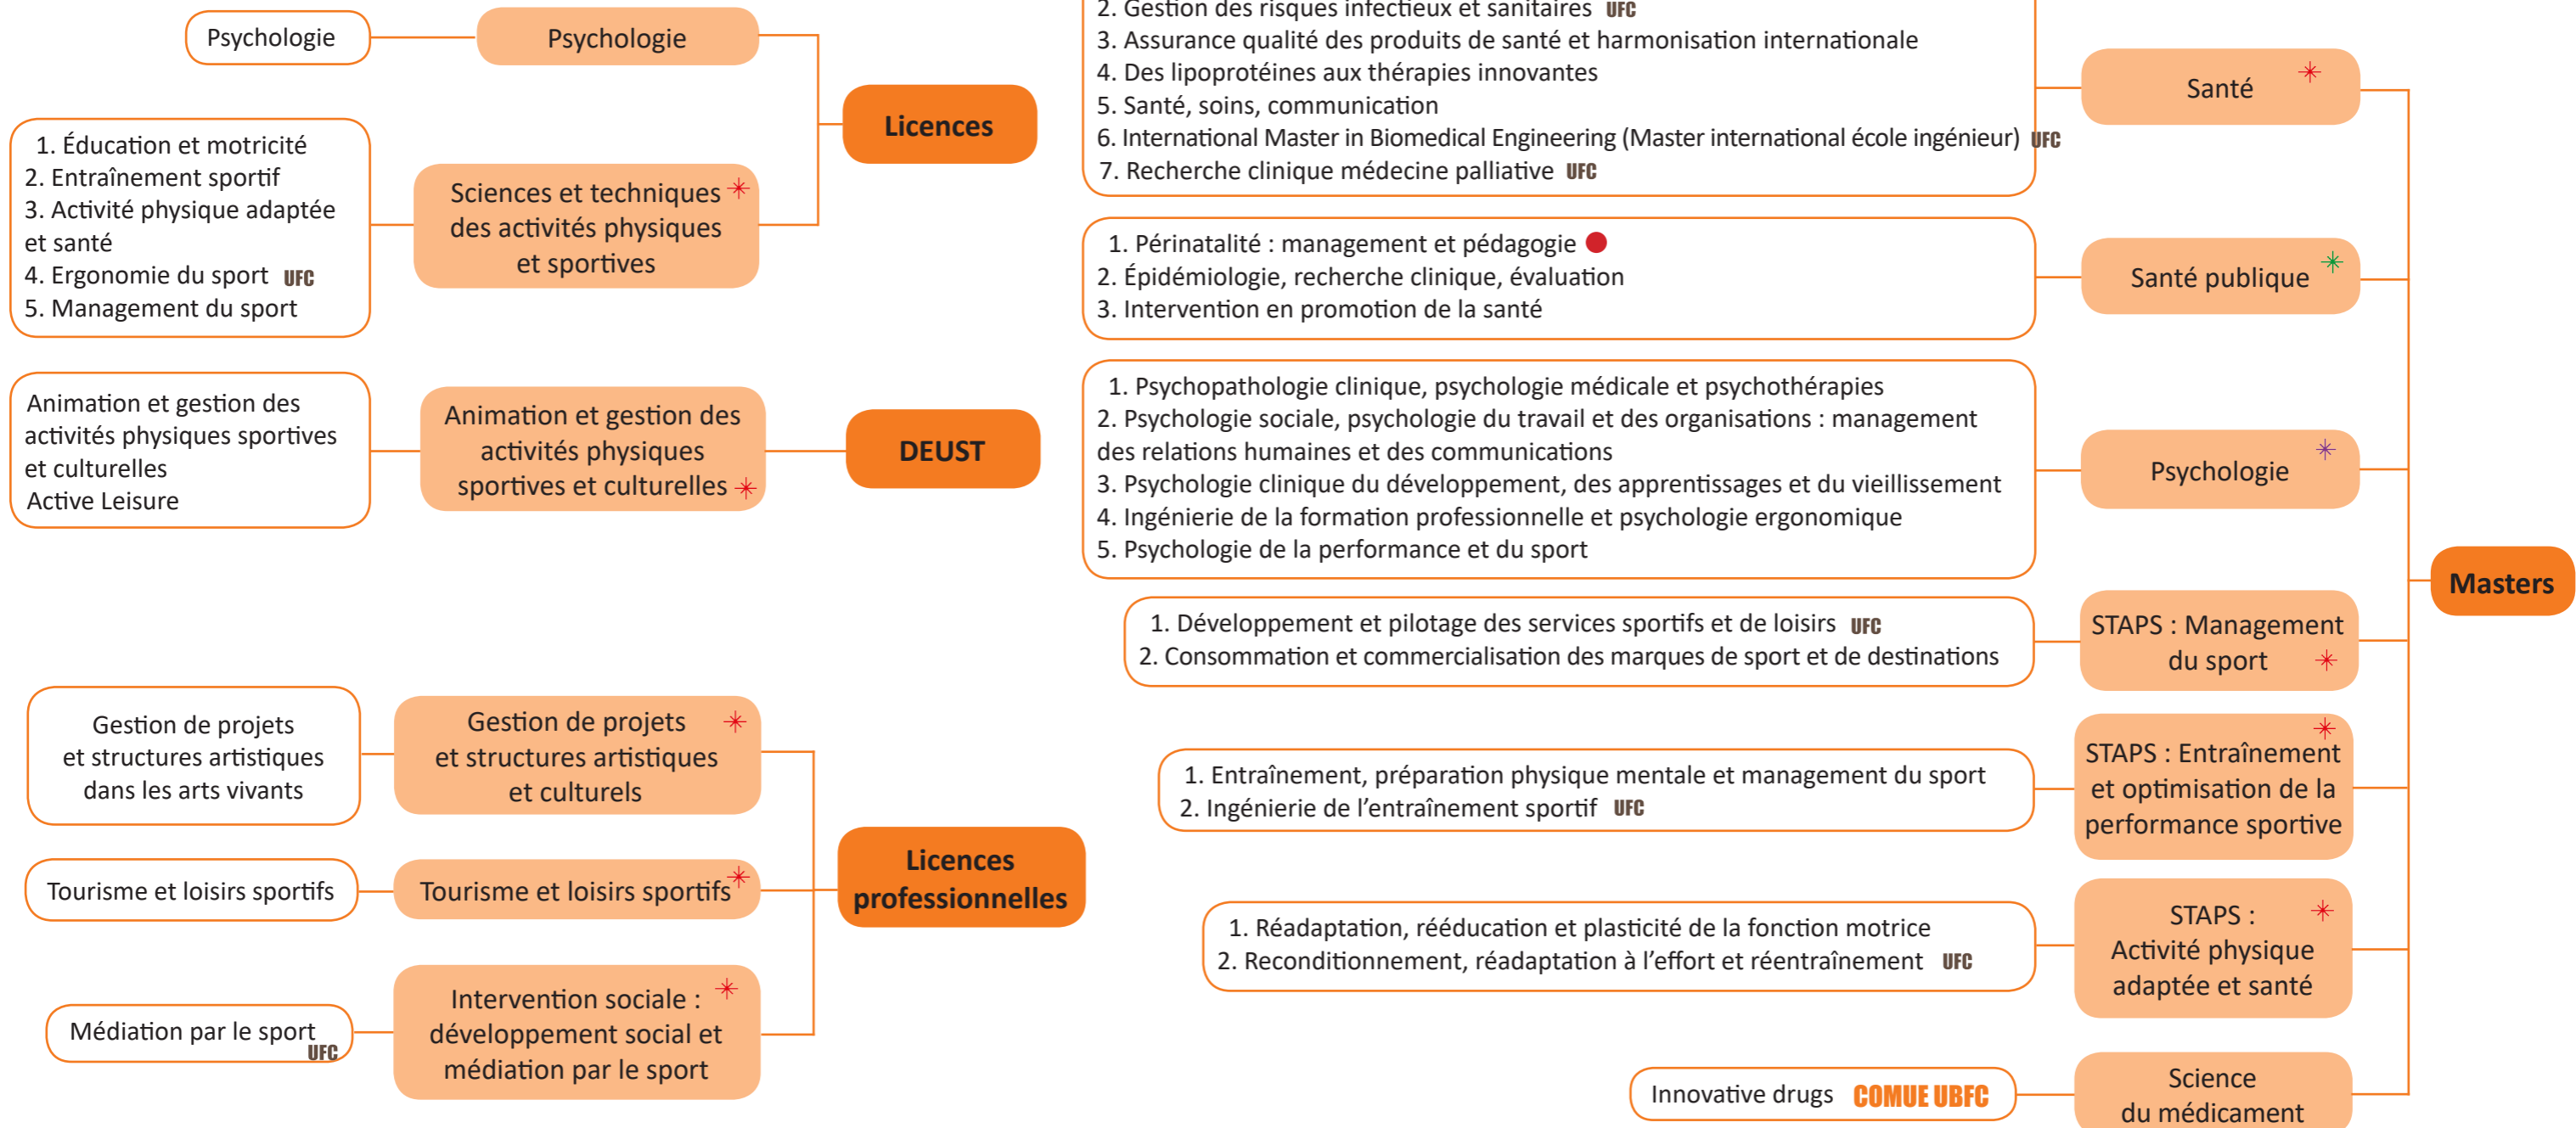 Psychologie
Psychologie
Licences
1. Éducation et motricité
2. Entraînement sportif
3. Activité physique adaptée
et santé
4. Ergonomie du sport UFC
5. Management du sport
Sciences et techniques
des activités physiques
et sportives
Animation et gestion des
activités physiques sportives
et culturelles
Active Leisure
Animation et gestion des
activités physiques
sportives et culturelles
DEUST
Gestion de projets
et structures artistiques
dans les arts vivants
Gestion de projets
et structures artistiques
et culturels
Tourisme et loisirs sportifs
Tourisme et loisirs sportifs
Licences
professionnelles
Médiation par le sport
UFC
Intervention sociale :
développement social et
médiation par le sport
2. Gestion des risques infectieux et sanitaires UFC
3. Assurance qualité des produits de santé et harmonisation internationale
4. Des lipoprotéines aux thérapies innovantes
5. Santé, soins, communication
6. International Master in Biomedical Engineering (Master international école ingénieur) UFC
7. Recherche clinique médecine palliative UFC
Santé
1. Périnatalité : management et pédagogie
2. Épidémiologie, recherche clinique, évaluation
3. Intervention en promotion de la santé
Santé publique
1. Psychopathologie clinique, psychologie médicale et psychothérapies
2. Psychologie sociale, psychologie du travail et des organisations : management
des relations humaines et des communications
3. Psychologie clinique du développement, des apprentissages et du vieillissement
4. Ingénierie de la formation professionnelle et psychologie ergonomique
5. Psychologie de la performance et du sport
Psychologie
Masters
1. Développement et pilotage des services sportifs et de loisirs UFC
2. Consommation et commercialisation des marques de sport et de destinations
STAPS : Management
du sport
1. Entraînement, préparation physique mentale et management du sport
2. Ingénierie de l'entraînement sportif UFC
STAPS : Entraînement
et optimisation de la
performance sportive
1. Réadaptation, rééducation et plasticité de la fonction motrice
2. Reconditionnement, réadaptation à l'effort et réentraînement UFC
STAPS :
Activité physique
adaptée et santé
Innovative drugs COMUE UBFC
Science
du médicament